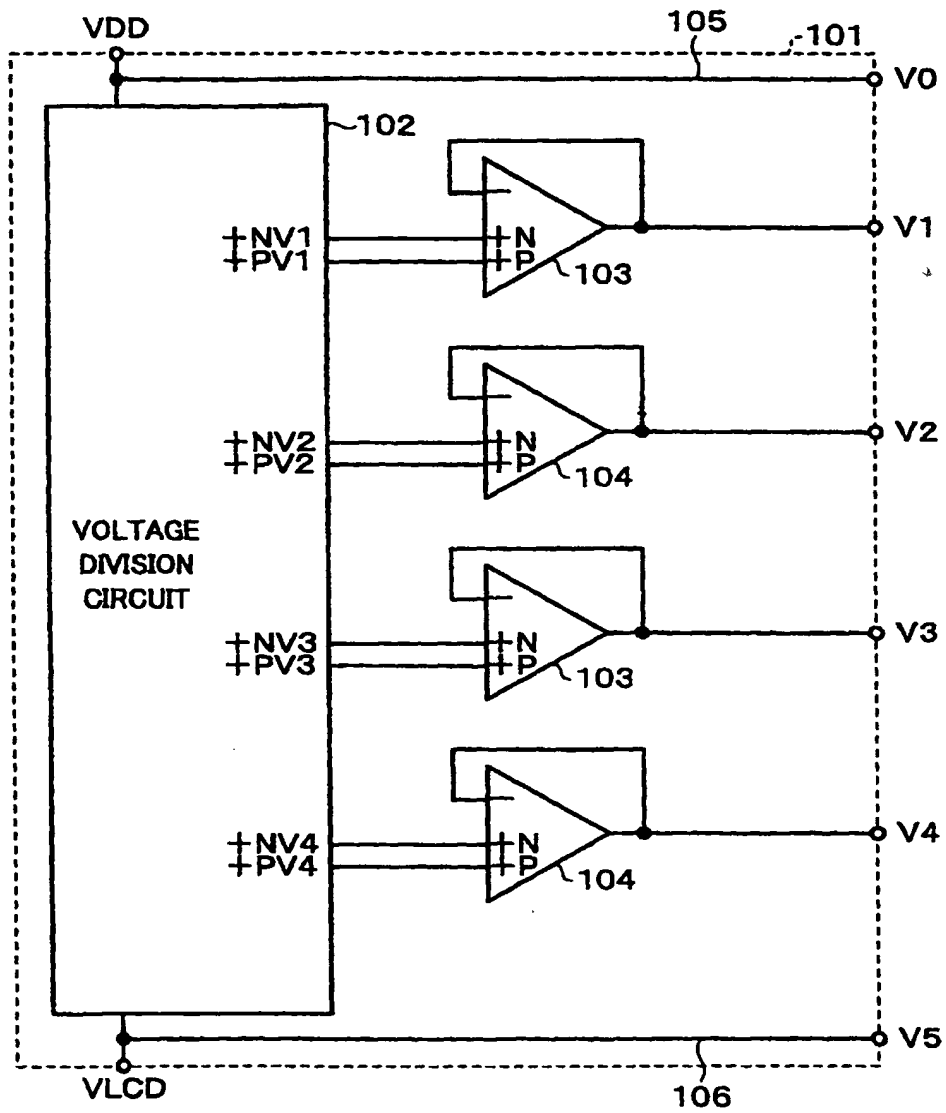 VDD
105
101
V0
102
+NV1
+PV1
−
+N
+P
103
V1
+NV2
+PV2
−
+N
+P
104
V2
VOLTAGE
DIVISION
CIRCUIT
+NV3
+PV3
−
+N
+P
103
V3
+NV4
+PV4
−
+N
+P
104
V4
V5
VLCD
106